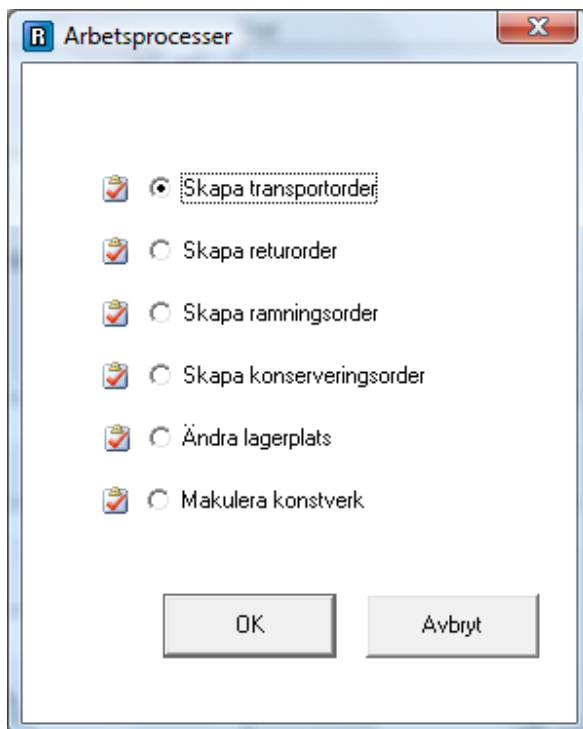 Arbetsprocesser
Skapa transportorder
Skapa returorder
Skapa ramningsorder
Skapa konserveringsorder
Ändra lagerplats
Makulera konstverk
OK Avbryt